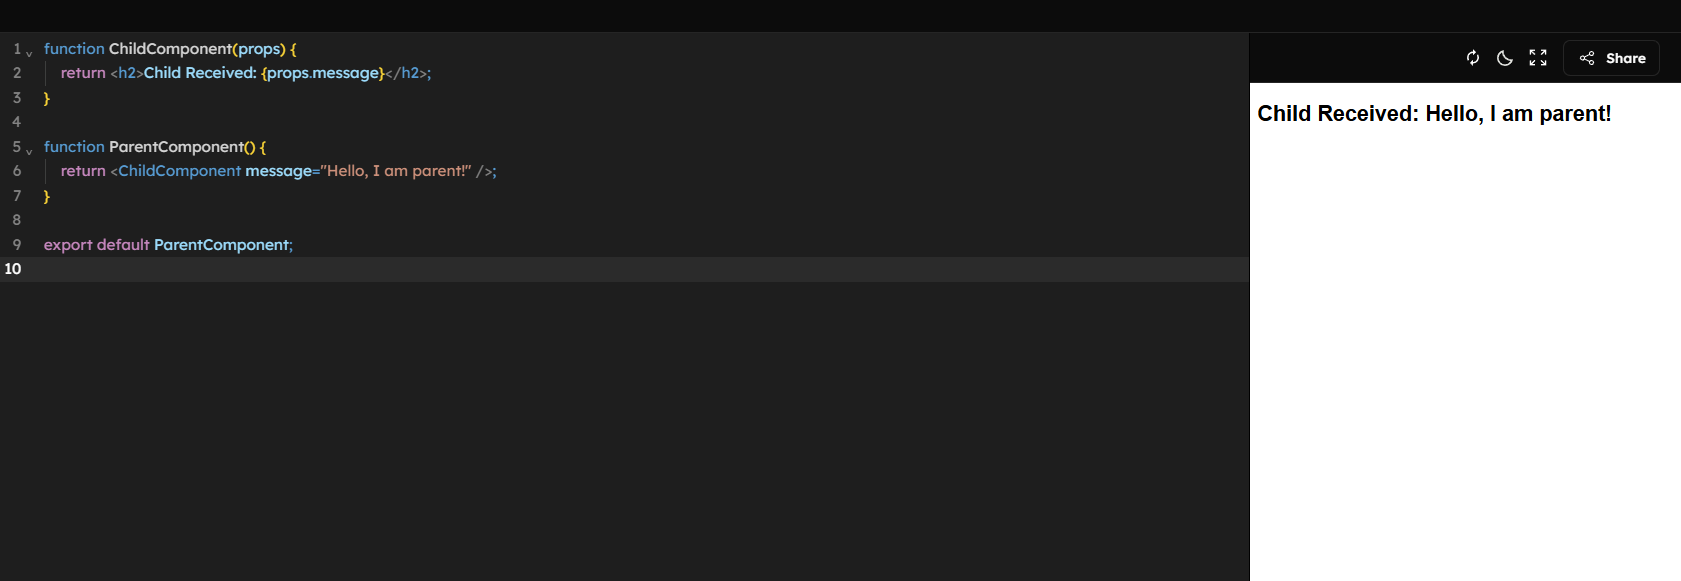 1 function ChildComponent(props) {
2 return <h2>Child Received: {props.message}</h2>;
3 }
4
5 function ParentComponent() {
6 return <ChildComponent message="Hello, I am parent!" />;
7 }
8
9 export default ParentComponent;
10
Share
Child Received: Hello, I am parent!